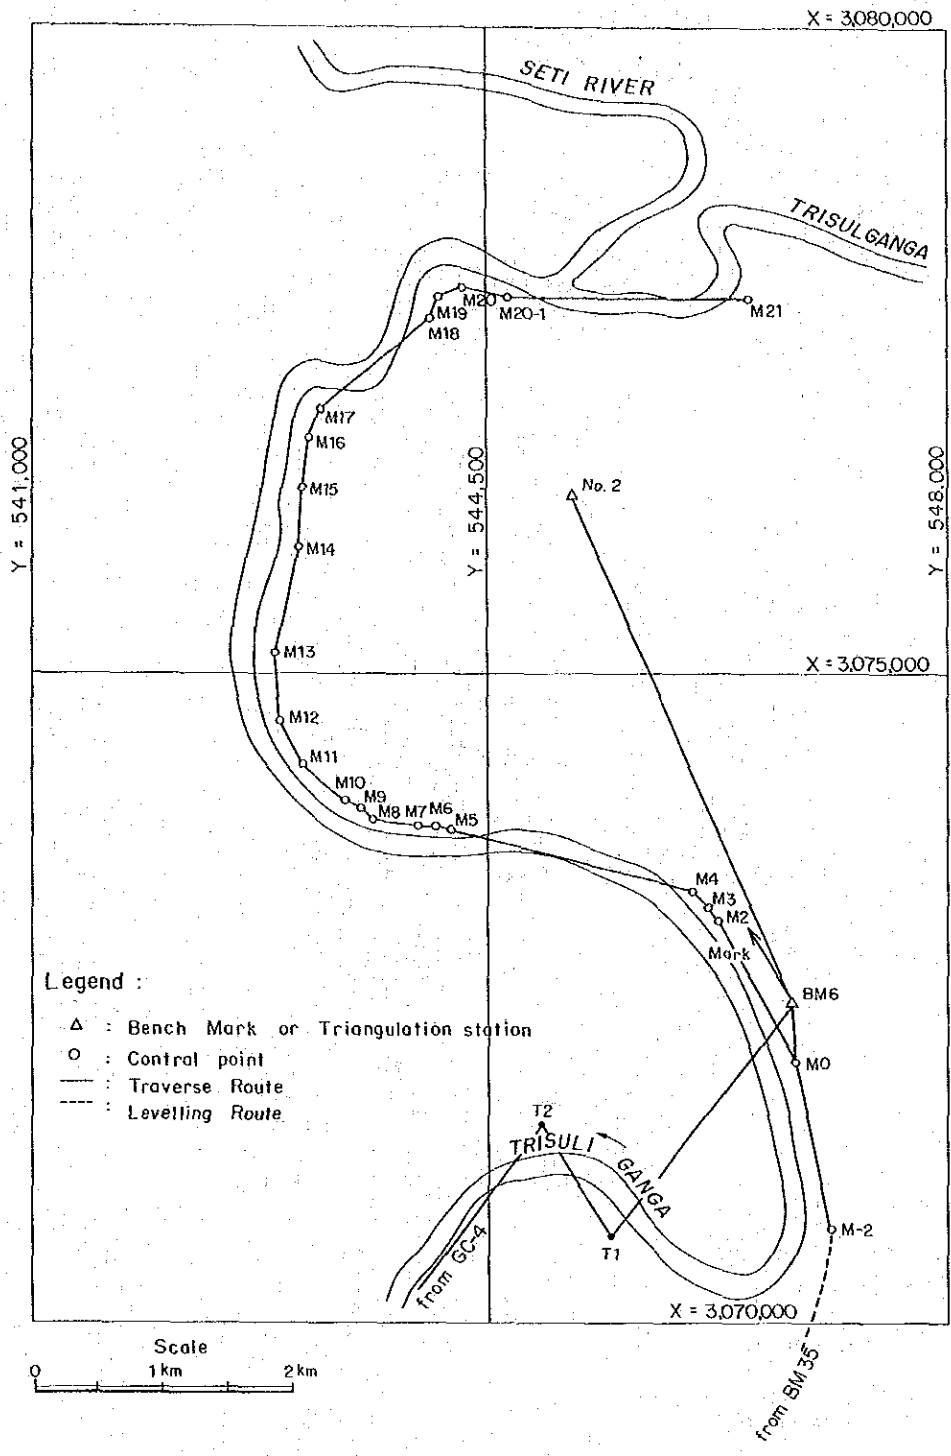 X = 3,080,000
SETI RIVER
TRISULGANGA
M20
M19
M20-1
M21
M18
M17
M16
Y = 541,000
Y = 544,500
Y = 548,000
M15
No. 2
M14
M13
X = 3,075,000
M12
M11
M10
M9
M8
M7
M6
M5
M4
M3
M2
Mark
Legend :
BM6
△ : Bench Mark or Triangulation station
○ : Control point
—— : Traverse Route
---- : Levelling Route
M0
T2
TRISULI GANGA
T1
M-2
from GC-4
X = 3,070,000
Scale
0 1 km 2 km
from BM 35